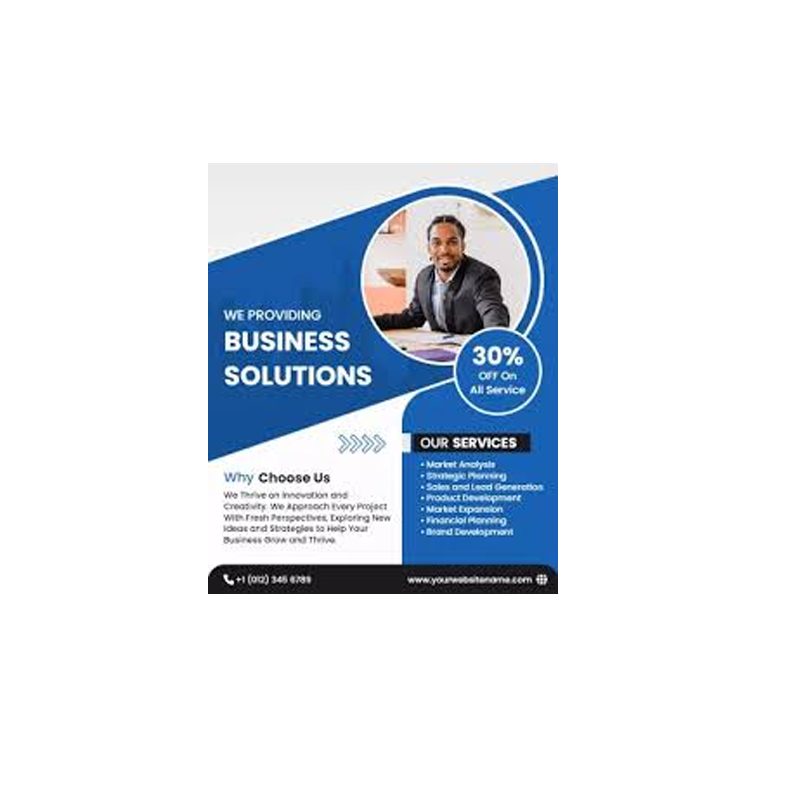 WE PROVIDING
BUSINESS
SOLUTIONS
30%
OFF On
All Service
Why Choose Us
We Thrive on Innovation and
Creativity. We Approach Every Project
With Fresh Perspectives, Exploring New
Ideas and Strategies to Help Your
Business Grow and Thrive.
OUR SERVICES
• Market Analysis
• Strategic Planning
• Sales and Lead Generation
• Product Development
• Market Expansion
• Financial Planning
• Brand Development
+1 (012) 345 6789
www.yourwebsitename.com